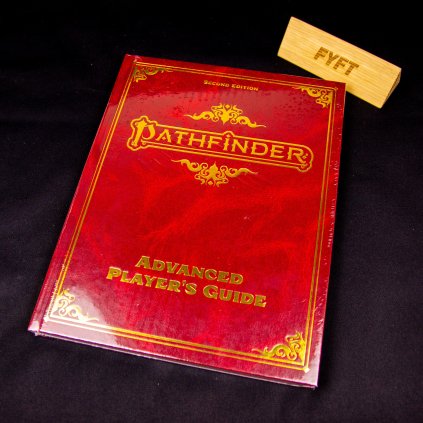 FYFT
SECOND EDITION
PATHFINDER
ADVANCED
PLAYER'S GUIDE